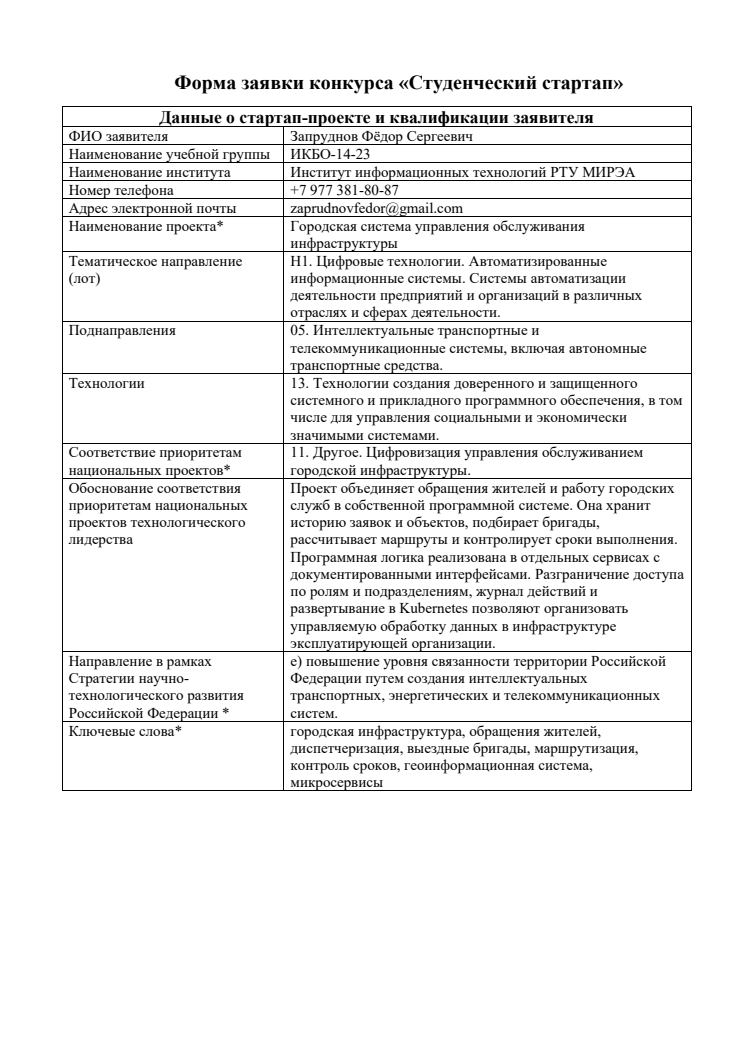 Форма заявки конкурса «Студенческий стартап»
Данные о стартап-проекте и квалификации заявителя
ФИО заявителя
Запруднов Фёдор Сергеевич
Наименование учебной группы
ИКБО-14-23
Наименование института
Институт информационных технологий РТУ МИРЭА
Номер телефона
+7 977 381-80-87
Адрес электронной почты
zaprudnovfedor@gmail.com
Наименование проекта*
Городская система управления обслуживания
инфраструктуры
Тематическое направление
(лот)
Н1. Цифровые технологии. Автоматизированные
информационные системы. Системы автоматизации
деятельности предприятий и организаций в различных
отраслях и сферах деятельности.
Поднаправления
05. Интеллектуальные транспортные и
телекоммуникационные системы, включая автономные
транспортные средства.
Технологии
13. Технологии создания доверенного и защищенного
системного и прикладного программного обеспечения, в том
числе для управления социальными и экономически
значимыми системами.
Соответствие приоритетам
национальных проектов*
11. Другое. Цифровизация управления обслуживанием
городской инфраструктуры.
Обоснование соответствия
приоритетам национальных
проектов технологического
лидерства
Проект объединяет обращения жителей и работу городских
служб в собственной программной системе. Она хранит
историю заявок и объектов, подбирает бригады,
рассчитывает маршруты и контролирует сроки выполнения.
Программная логика реализована в отдельных сервисах с
документированными интерфейсами. Разграничение доступа
по ролям и подразделениям, журнал действий и
развертывание в Kubernetes позволяют организовать
управляемую обработку данных в инфраструктуре
эксплуатирующей организации.
Направление в рамках
Стратегии научно-
технологического развития
Российской Федерации *
е) повышение уровня связанности территории Российской
Федерации путем создания интеллектуальных
транспортных, энергетических и телекоммуникационных
систем.
Ключевые слова*
городская инфраструктура, обращения жителей,
диспетчеризация, выездные бригады, маршрутизация,
контроль сроков, геоинформационная система,
микросервисы